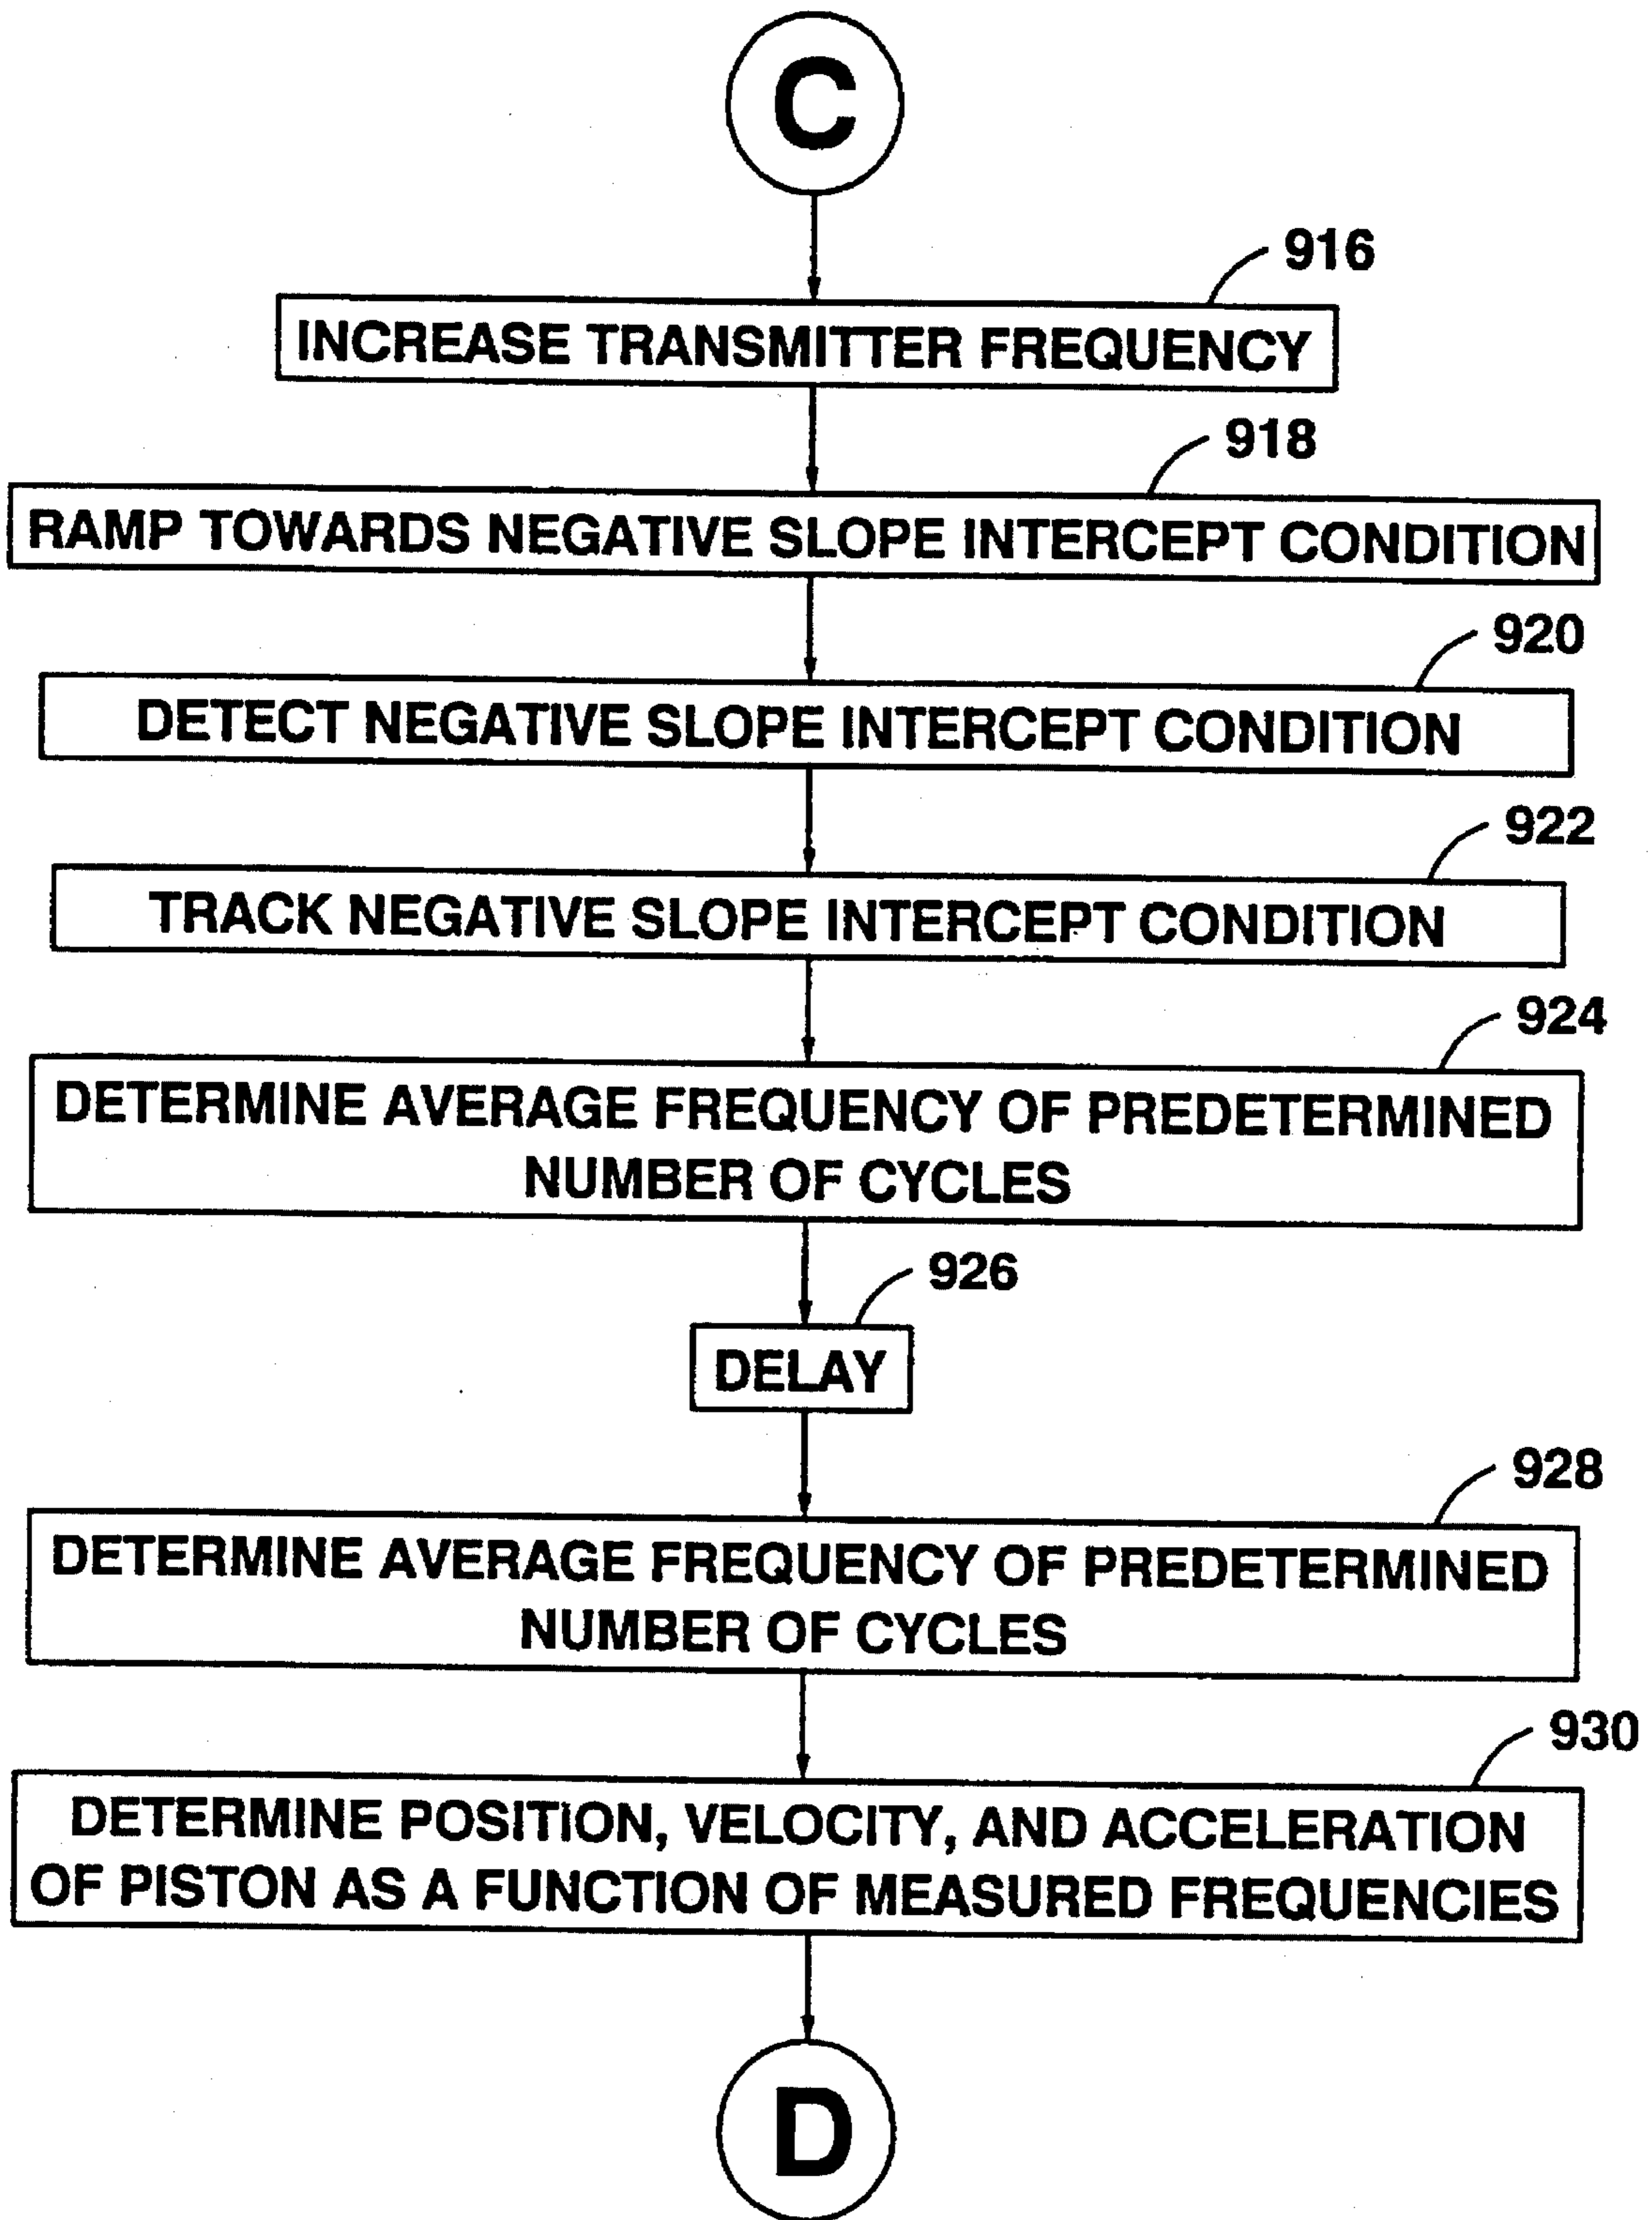 C
916
INCREASE TRANSMITTER FREQUENCY
918
RAMP TOWARDS NEGATIVE SLOPE INTERCEPT CONDITION
920
DETECT NEGATIVE SLOPE INTERCEPT CONDITION
922
TRACK NEGATIVE SLOPE INTERCEPT CONDITION
924
DETERMINE AVERAGE FREQUENCY OF PREDETERMINED
NUMBER OF CYCLES
926
DELAY
928
DETERMINE AVERAGE FREQUENCY OF PREDETERMINED
NUMBER OF CYCLES
930
DETERMINE POSITION, VELOCITY, AND ACCELERATION
OF PISTON AS A FUNCTION OF MEASURED FREQUENCIES
D